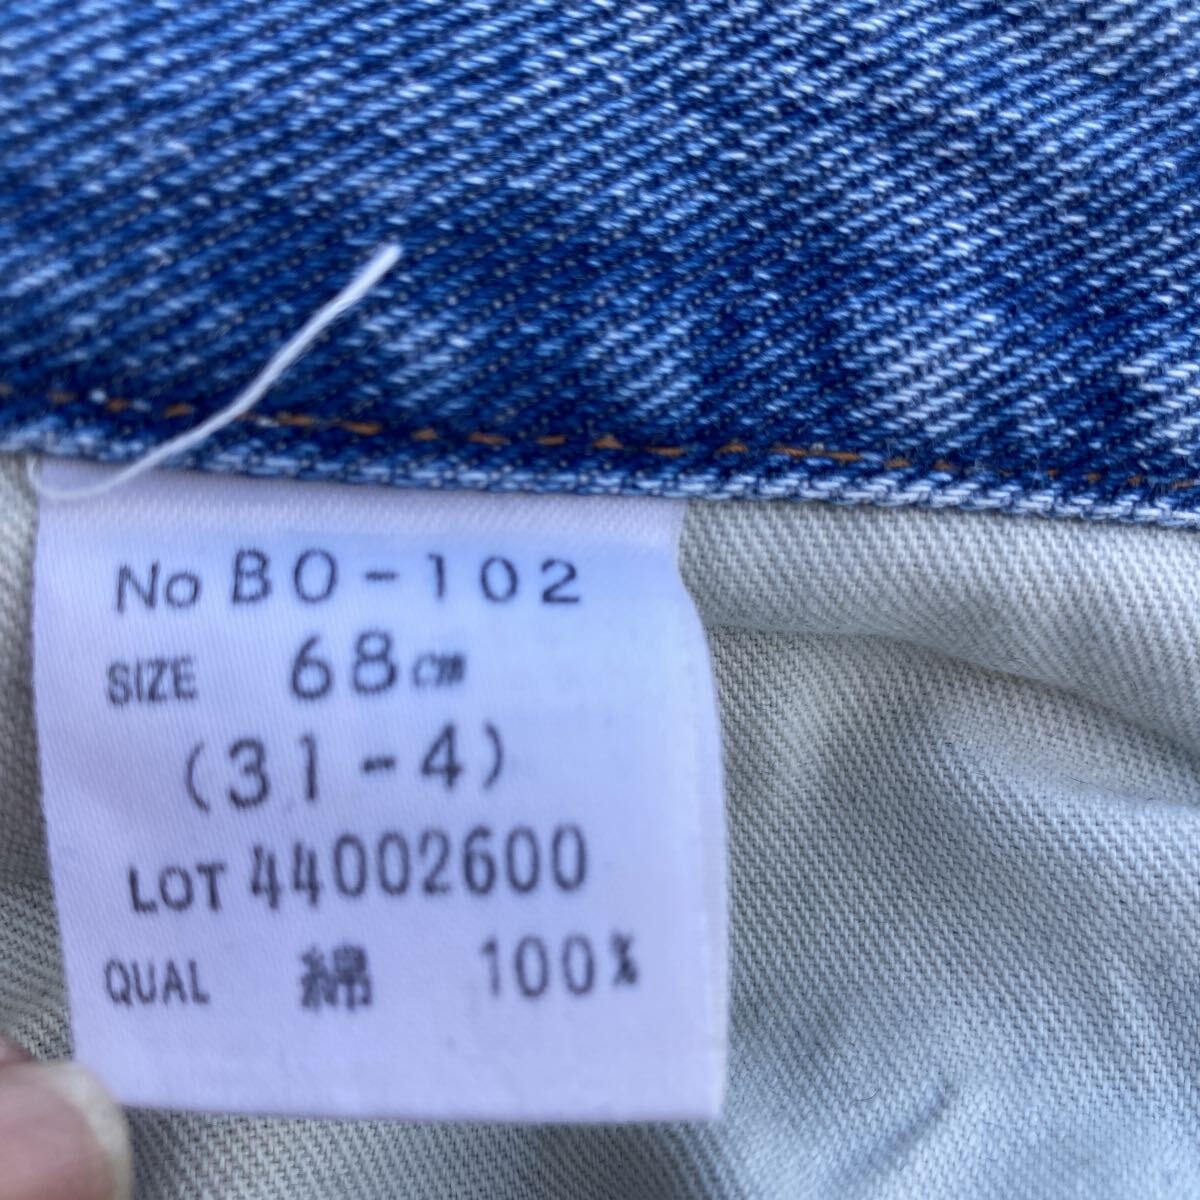 No BO-102
SIZE 68㎝
(31-4)
LOT 44002600
QUAL 綿 100%